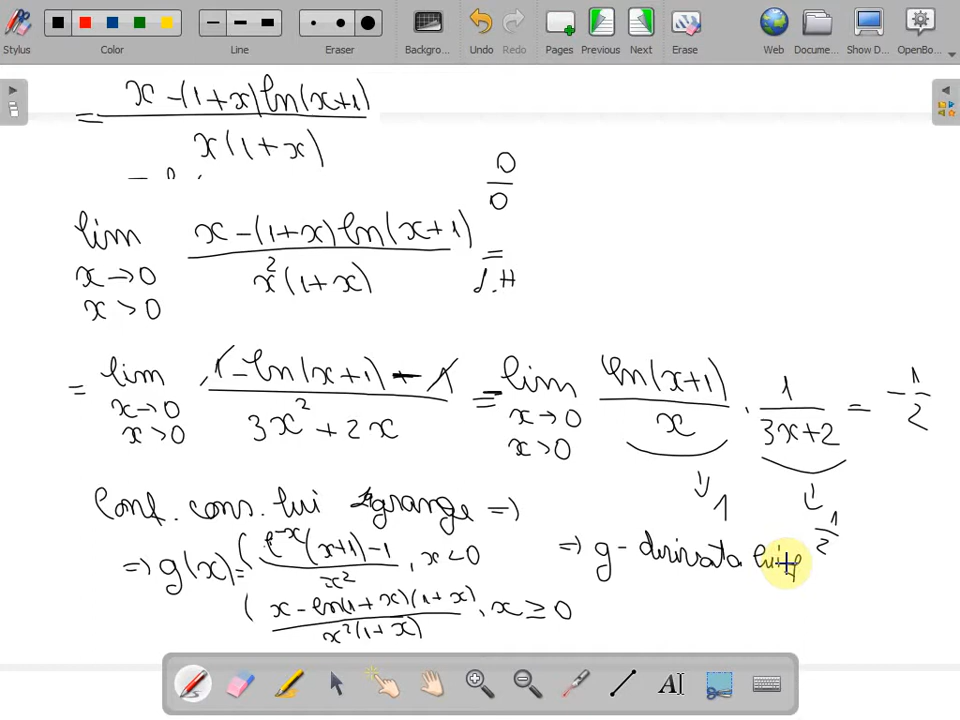 Stylus Color Line Eraser Backgro... Undo Redo Pages Previous Next Erase Web Docume... Show D... OpenBo...
= x-(1+x)ln(x+1) / x(1+x)
0/0
lim x→0 x>0 x-(1+x)ln(x+1) / x²(1+x) = L.H
= lim x→0 x>0 1-ln(x+1)-1 / 3x²+2x = -lim x→0 x>0 ln(x+1)/x · 1/3x+2 = -1/2
↓ 1 ↓ 1/2
Conf. cons. lui Lagrange =>
=> g(x)={ e^-x(x+1)-1 / x² , x<0 => g - derivata lui f
x-ln(1+x)(1+x) / x²(1+x) , x ≥ 0